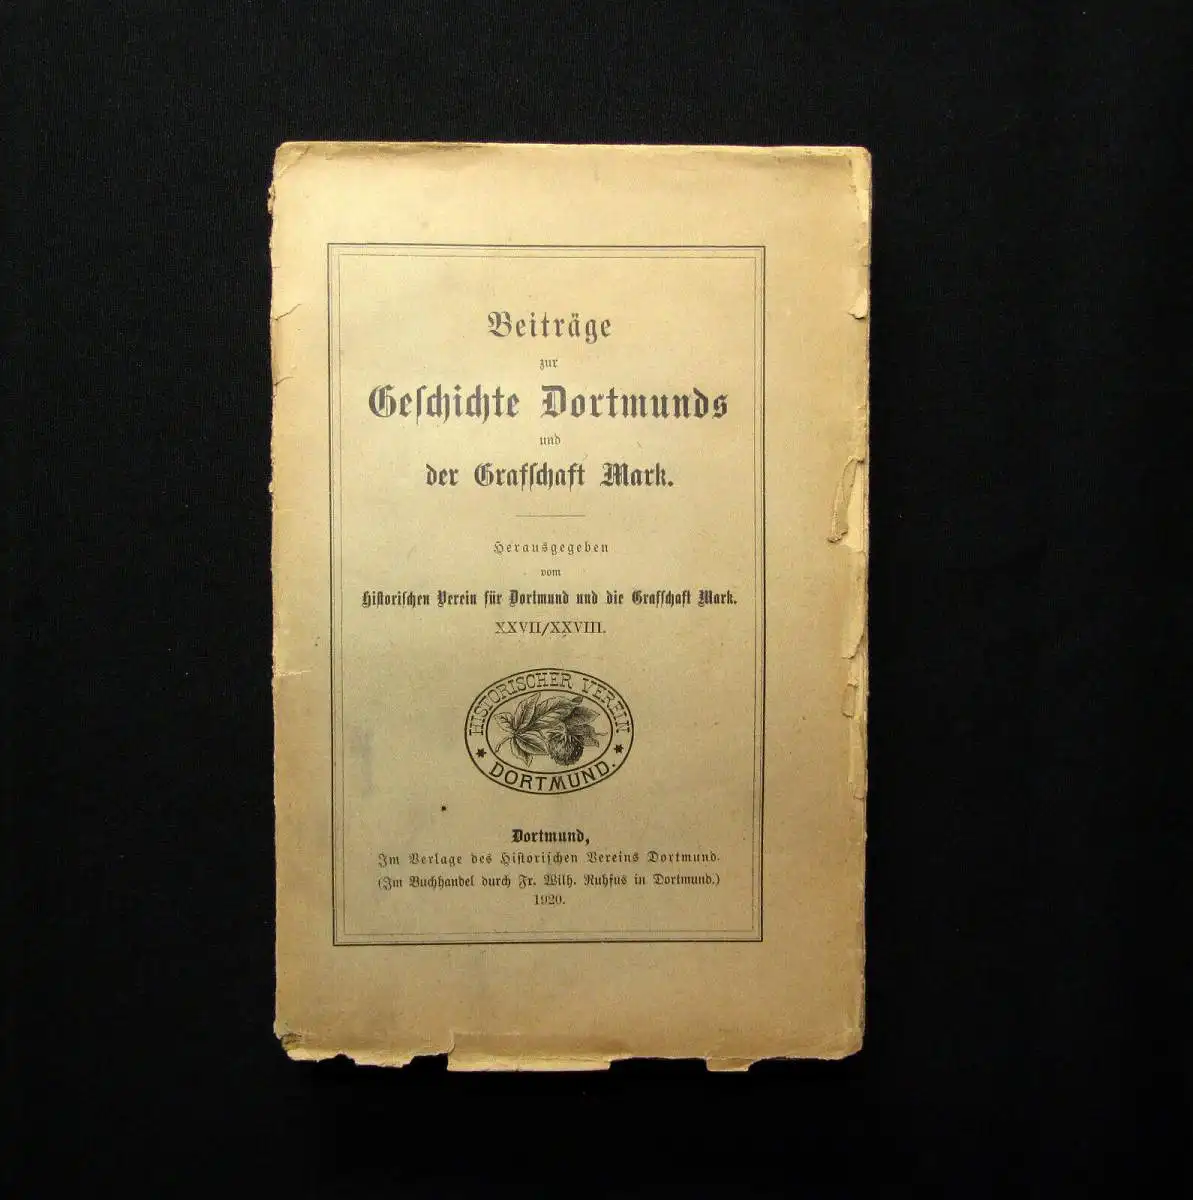 Beiträge
zur
Geſchichte Dortmunds
und
der Grafſchaft Mark.
Herausgegeben
vom
Hiſtoriſchen Verein für Dortmund und die Grafſchaft Mark.
XXVII/XXVIII.
HISTORISCHER VEREIN
* DORTMUND. *
Dortmund,
Im Verlage des Hiſtoriſchen Vereins Dortmund.
(Im Buchhandel durch Fr. Wilh. Ruhfus in Dortmund.)
1920.